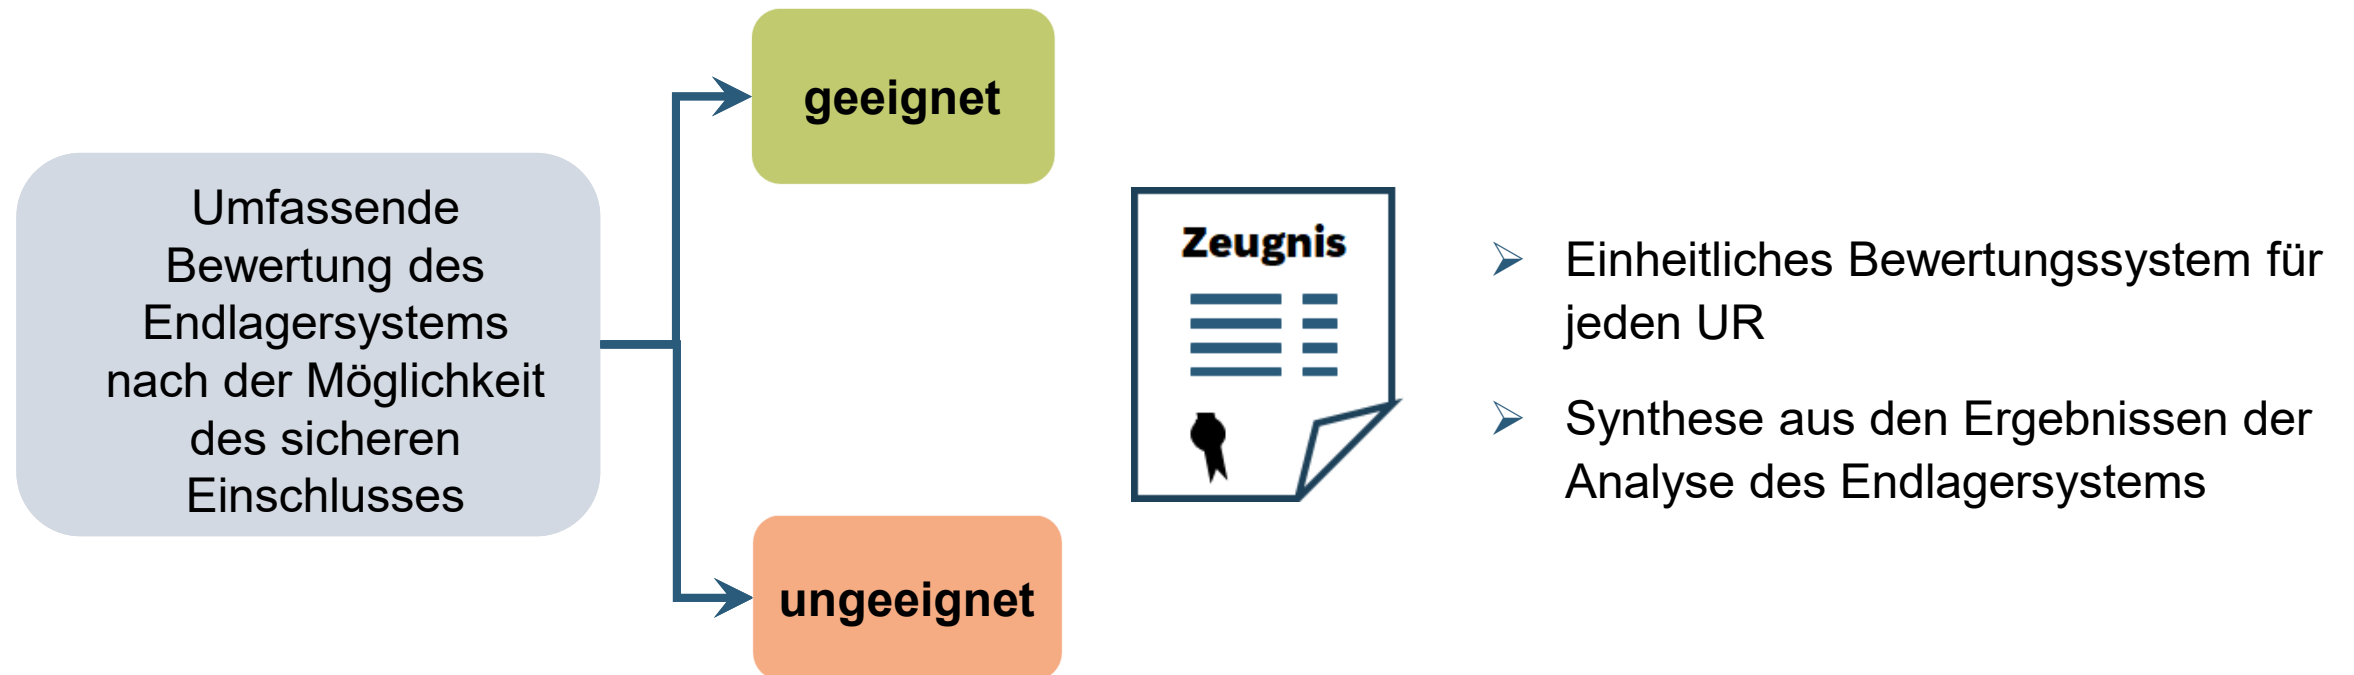 geeignet
Umfassende
Bewertung des
Endlagersystems
nach der Möglichkeit
des sicheren
Einschlusses
ungeeignet
Zeugnis
Einheitliches Bewertungssystem für
jeden UR
Synthese aus den Ergebnissen der
Analyse des Endlagersystems